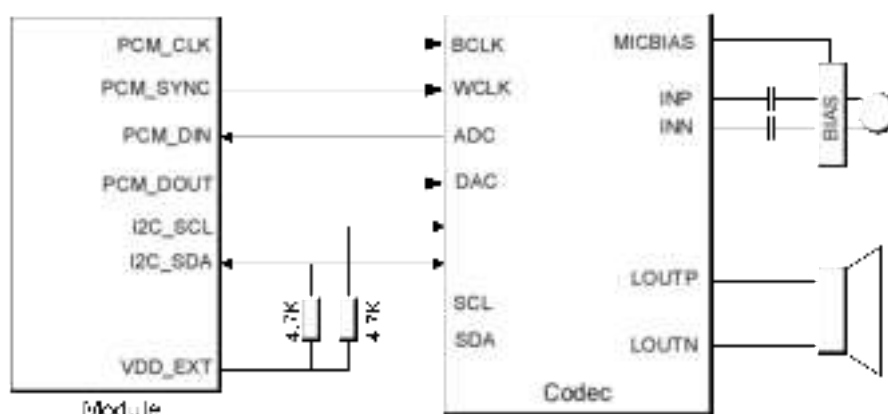 PCM_CLK
PCM_SYNC
PCM_DIN
PCM_DOUT
I2C_SCL
I2C_SDA
VDD_EXT
Module
4.7K
4.7K
BCLK
WCLK
ADC
DAC
SCL
SDA
Codec
MICBIAS
INP
INN
LOUTP
LOUTN
BIAS